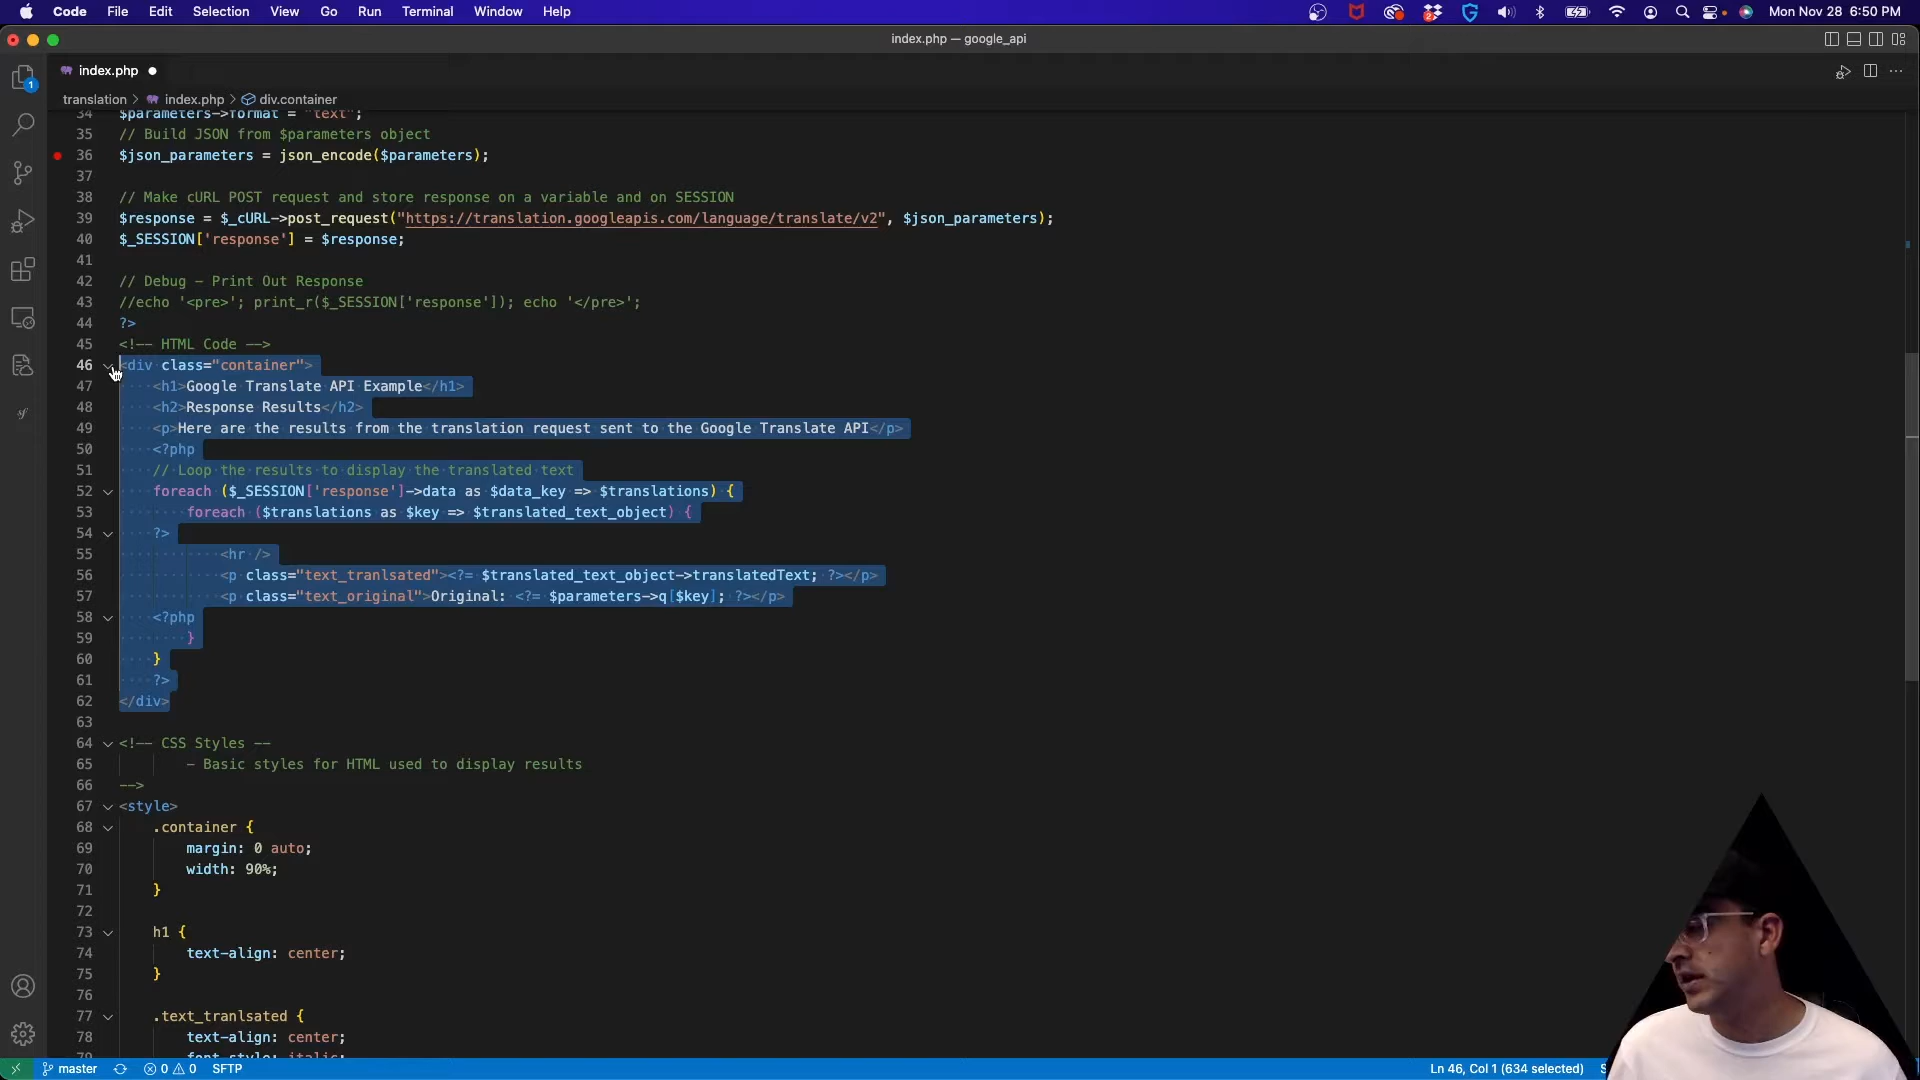 Code File Edit Selection View Go Run Terminal Window Help Mon Nov 28 6:50 PM
index.php — google_api
index.php
translation > index.php > div.container
34 $parameters->format = "text";
35 // Build JSON from $parameters object
36 $json_parameters = json_encode($parameters);
37
38 // Make cURL POST request and store response on a variable and on SESSION
39 $response = $_cURL->post_request("https://translation.googleapis.com/language/translate/v2", $json_parameters);
40 $_SESSION['response'] = $response;
41
42 // Debug – Print Out Response
43 //echo '<pre>'; print_r($_SESSION['response']); echo '</pre>';
44 ?>
45 <!-- HTML Code -->
46 <div class="container">
47 <h1>Google Translate API Example</h1>
48 <h2>Response Results</h2>
49 <p>Here are the results from the translation request sent to the Google Translate API</p>
50 <?php
51 // Loop the results to display the translated text
52 foreach ($_SESSION['response']->data as $data_key => $translations) {
53 foreach ($translations as $key => $translated_text_object) {
54 ?>
55 <hr />
56 <p class="text_tranlsated"><?= $translated_text_object->translatedText; ?></p>
57 <p class="text_original">Original: <?= $parameters->q[$key]; ?></p>
58 <?php
59 }
60 }
61 ?>
62 </div>
63
64 <!-- CSS Styles --
65 - Basic styles for HTML used to display results
66 -->
67 <style>
68 .container {
69 margin: 0 auto;
70 width: 90%;
71 }
72
73 h1 {
74 text-align: center;
75 }
76
77 .text_tranlsated {
78 text-align: center;
79 font-style: italic;
master 0 0 SFTP Ln 46, Col 1 (634 selected)